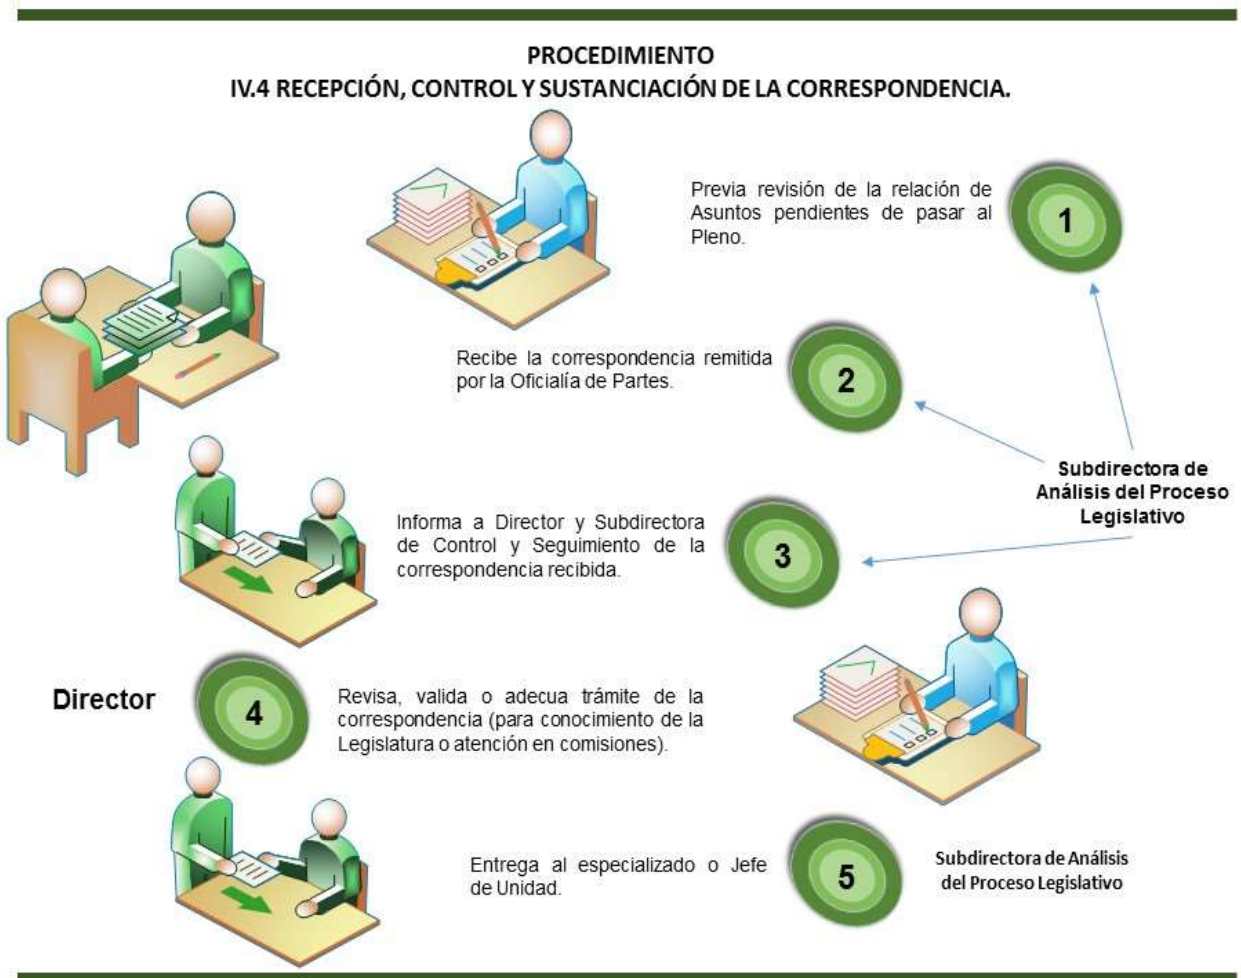 PROCEDIMIENTO
IV.4 RECEPCIÓN, CONTROL Y SUSTANCIACIÓN DE LA CORRESPONDENCIA.
Previa revisión de la relación de
Asuntos pendientes de pasar al
Pleno.
1
Recibe la correspondencia remitida
por la Oficialía de Partes.
2
Subdirectora de
Análisis del Proceso
Legislativo
Informa a Director y Subdirectora
de Control y Seguimiento de la
correspondencia recibida.
3
Director
4
Revisa, valida o adecua trámite de la
correspondencia (para conocimiento de la
Legislatura o atención en comisiones).
Entrega al especializado o Jefe
de Unidad.
5
Subdirectora de Análisis
del Proceso Legislativo